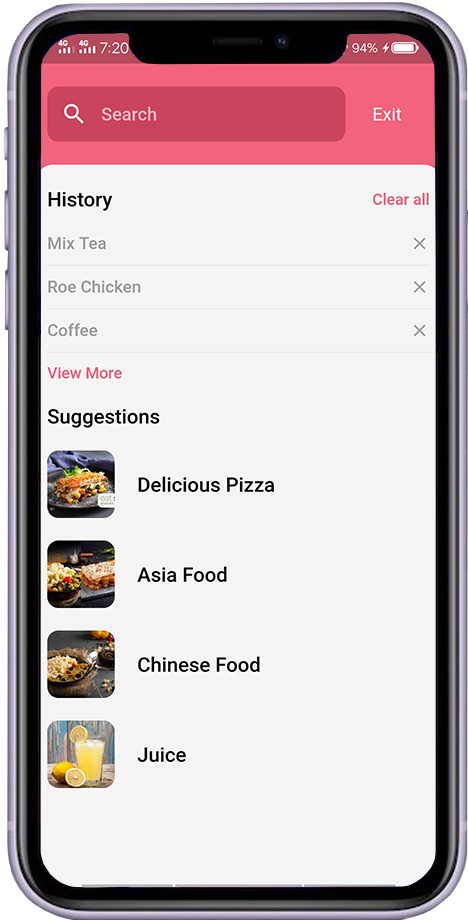 4G 4G 7:20 94%
Search Exit
History Clear all
Mix Tea
Roe Chicken
Coffee
View More
Suggestions
Delicious Pizza
eat
Asia Food
Chinese Food
Juice